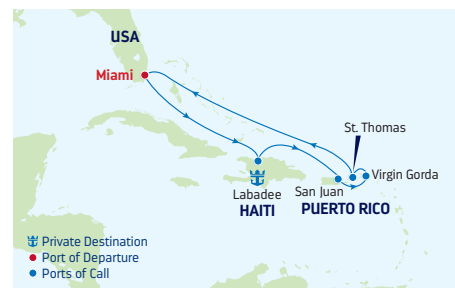 USA
Miami
St. Thomas
Virgin Gorda
San Juan
Labadee
HAITI
PUERTO RICO
Private Destination
Port of Departure
Ports of Call